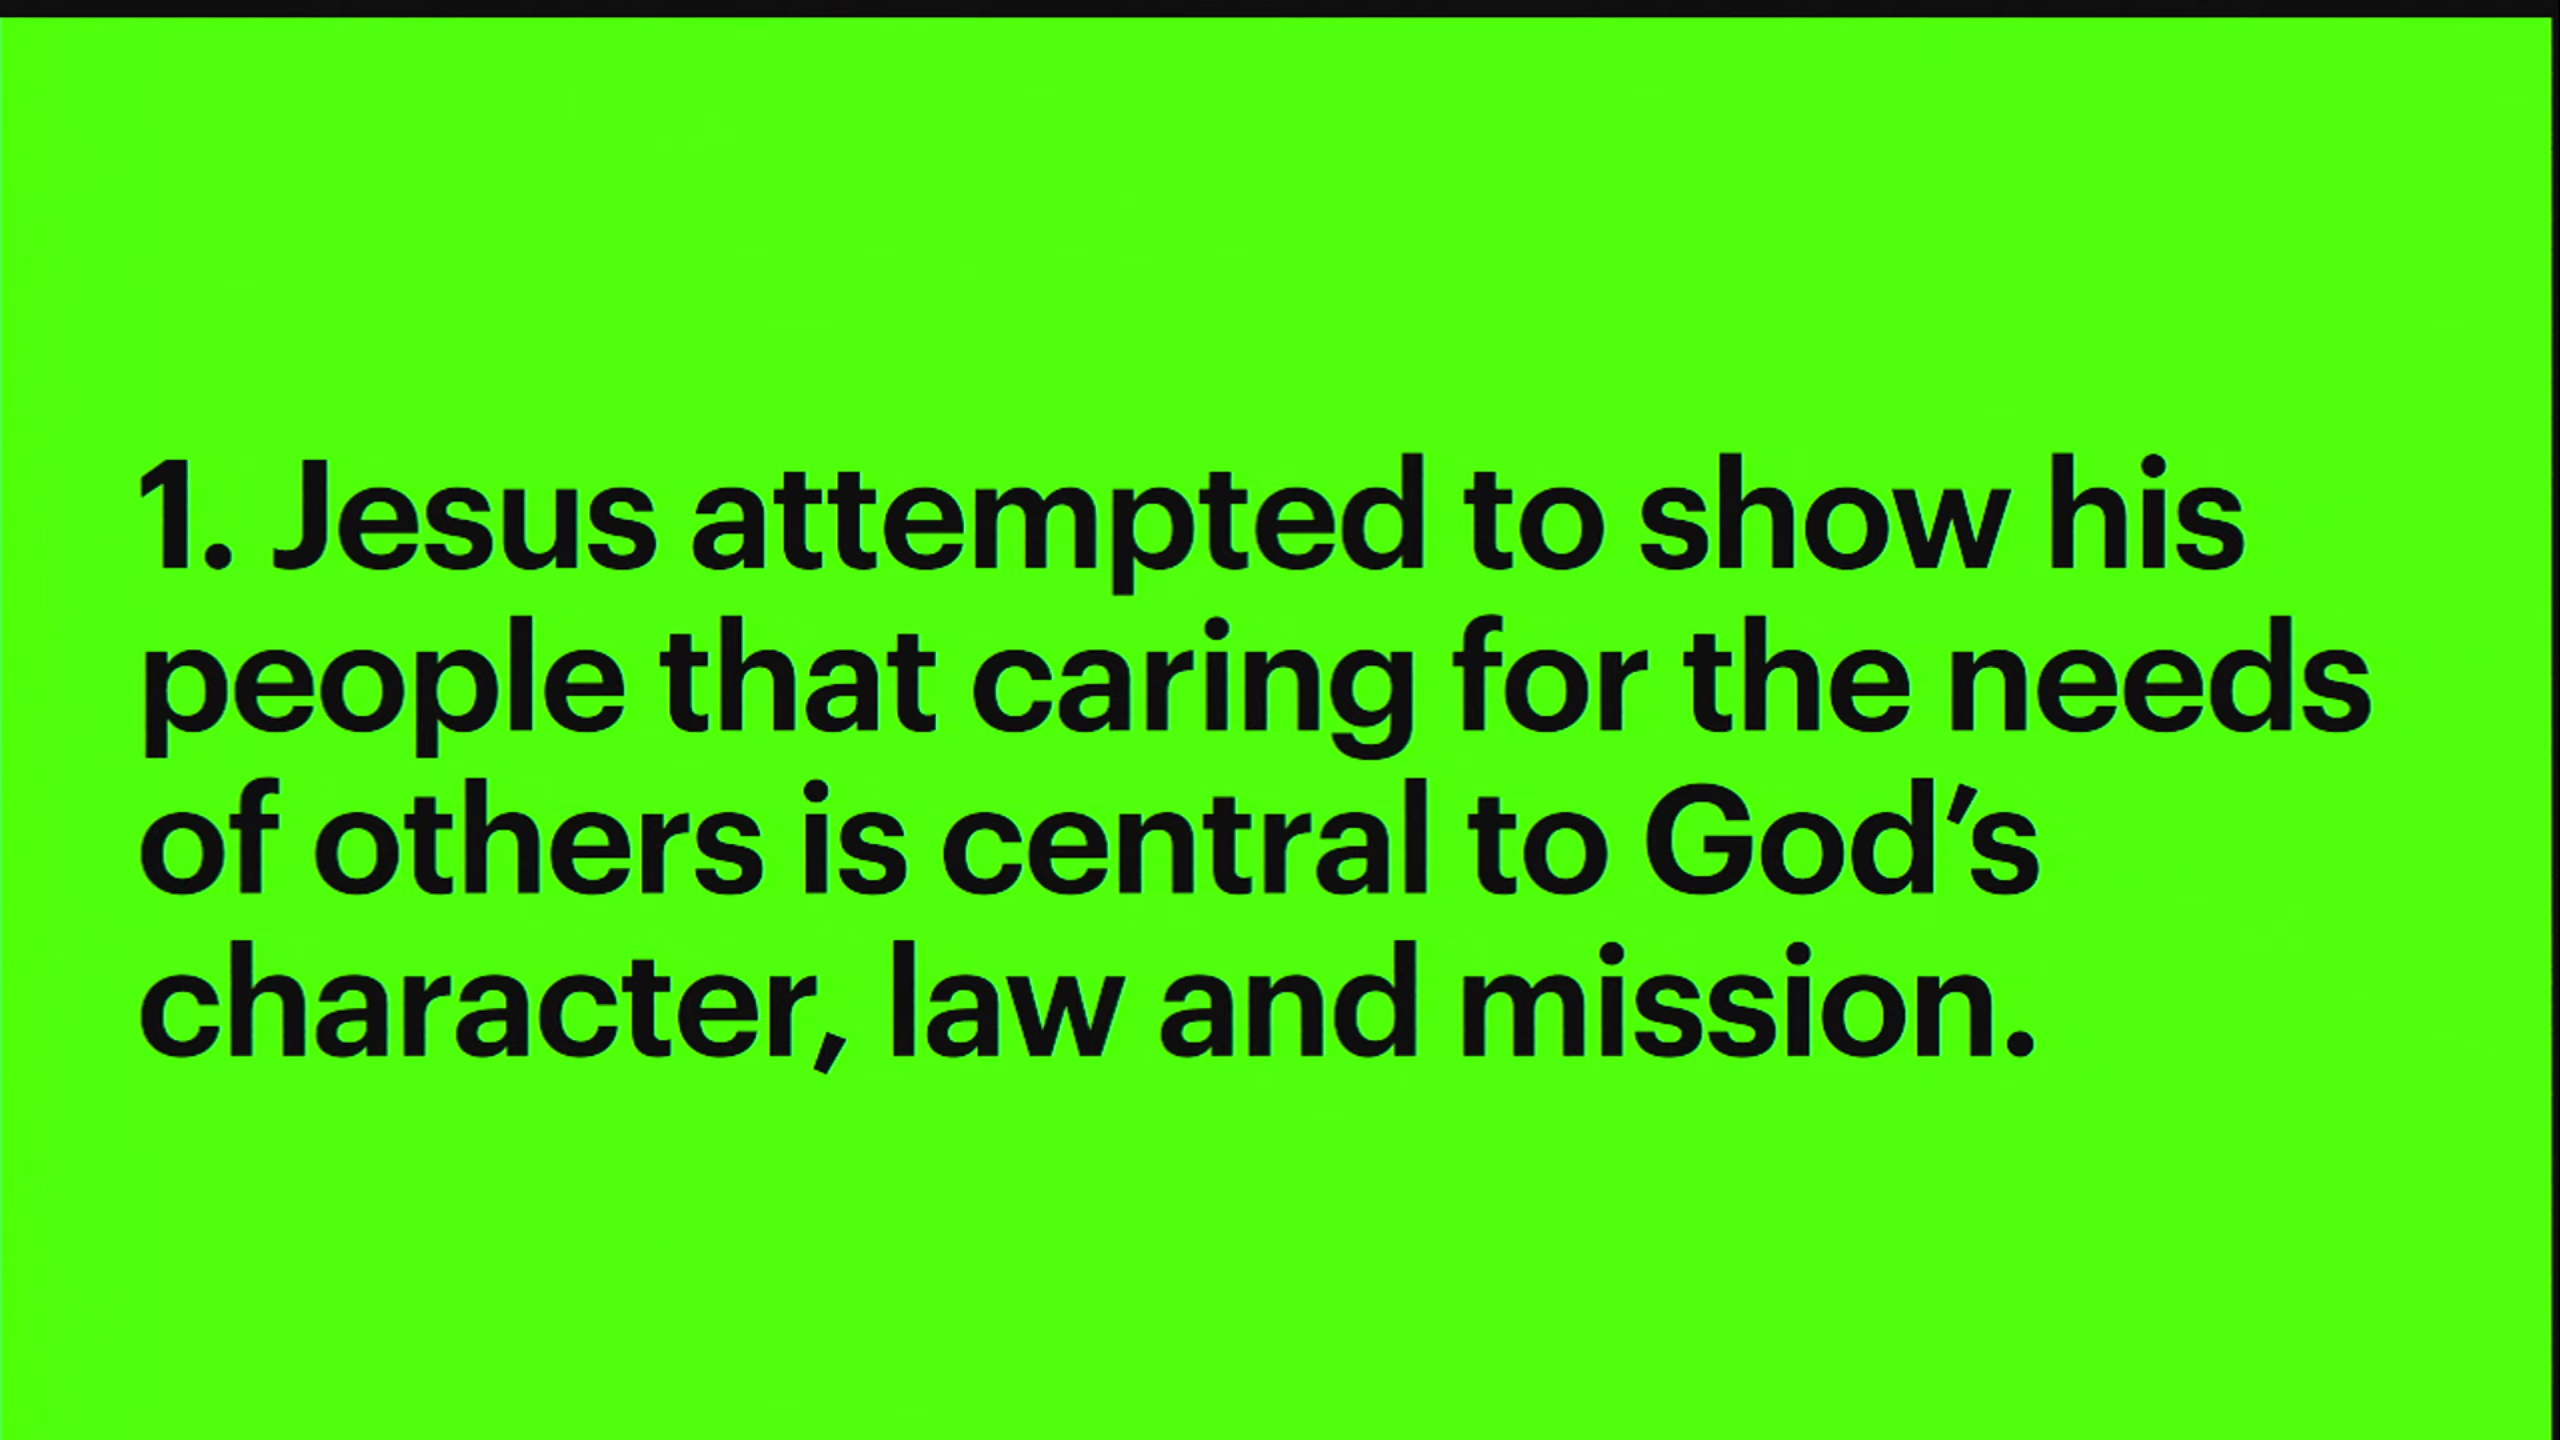 1. Jesus attempted to show his
people that caring for the needs
of others is central to God’s
character, law and mission.